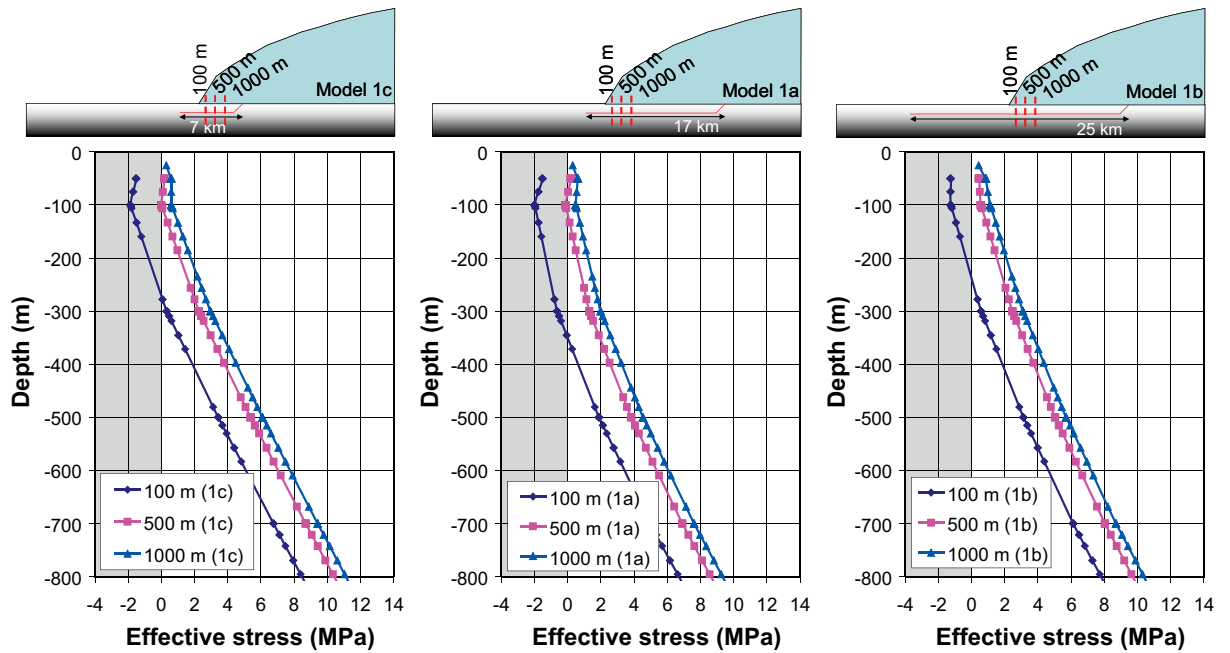 100 m
500 m
1000 m
Model 1c
7 km
0
-100
-200
-300
-400
-500
-600
-700
-800
Depth (m)
100 m (1c)
500 m (1c)
1000 m (1c)
-4 -2 0 2 4 6 8 10 12 14
Effective stress (MPa)
100 m
500 m
1000 m
Model 1a
17 km
0
-100
-200
-300
-400
-500
-600
-700
-800
Depth (m)
100 m (1a)
500 m (1a)
1000 m (1a)
-4 -2 0 2 4 6 8 10 12 14
Effective stress (MPa)
100 m
500 m
1000 m
Model 1b
25 km
0
-100
-200
-300
-400
-500
-600
-700
-800
Depth (m)
100 m (1b)
500 m (1b)
1000 m (1b)
-4 -2 0 2 4 6 8 10 12 14
Effective stress (MPa)